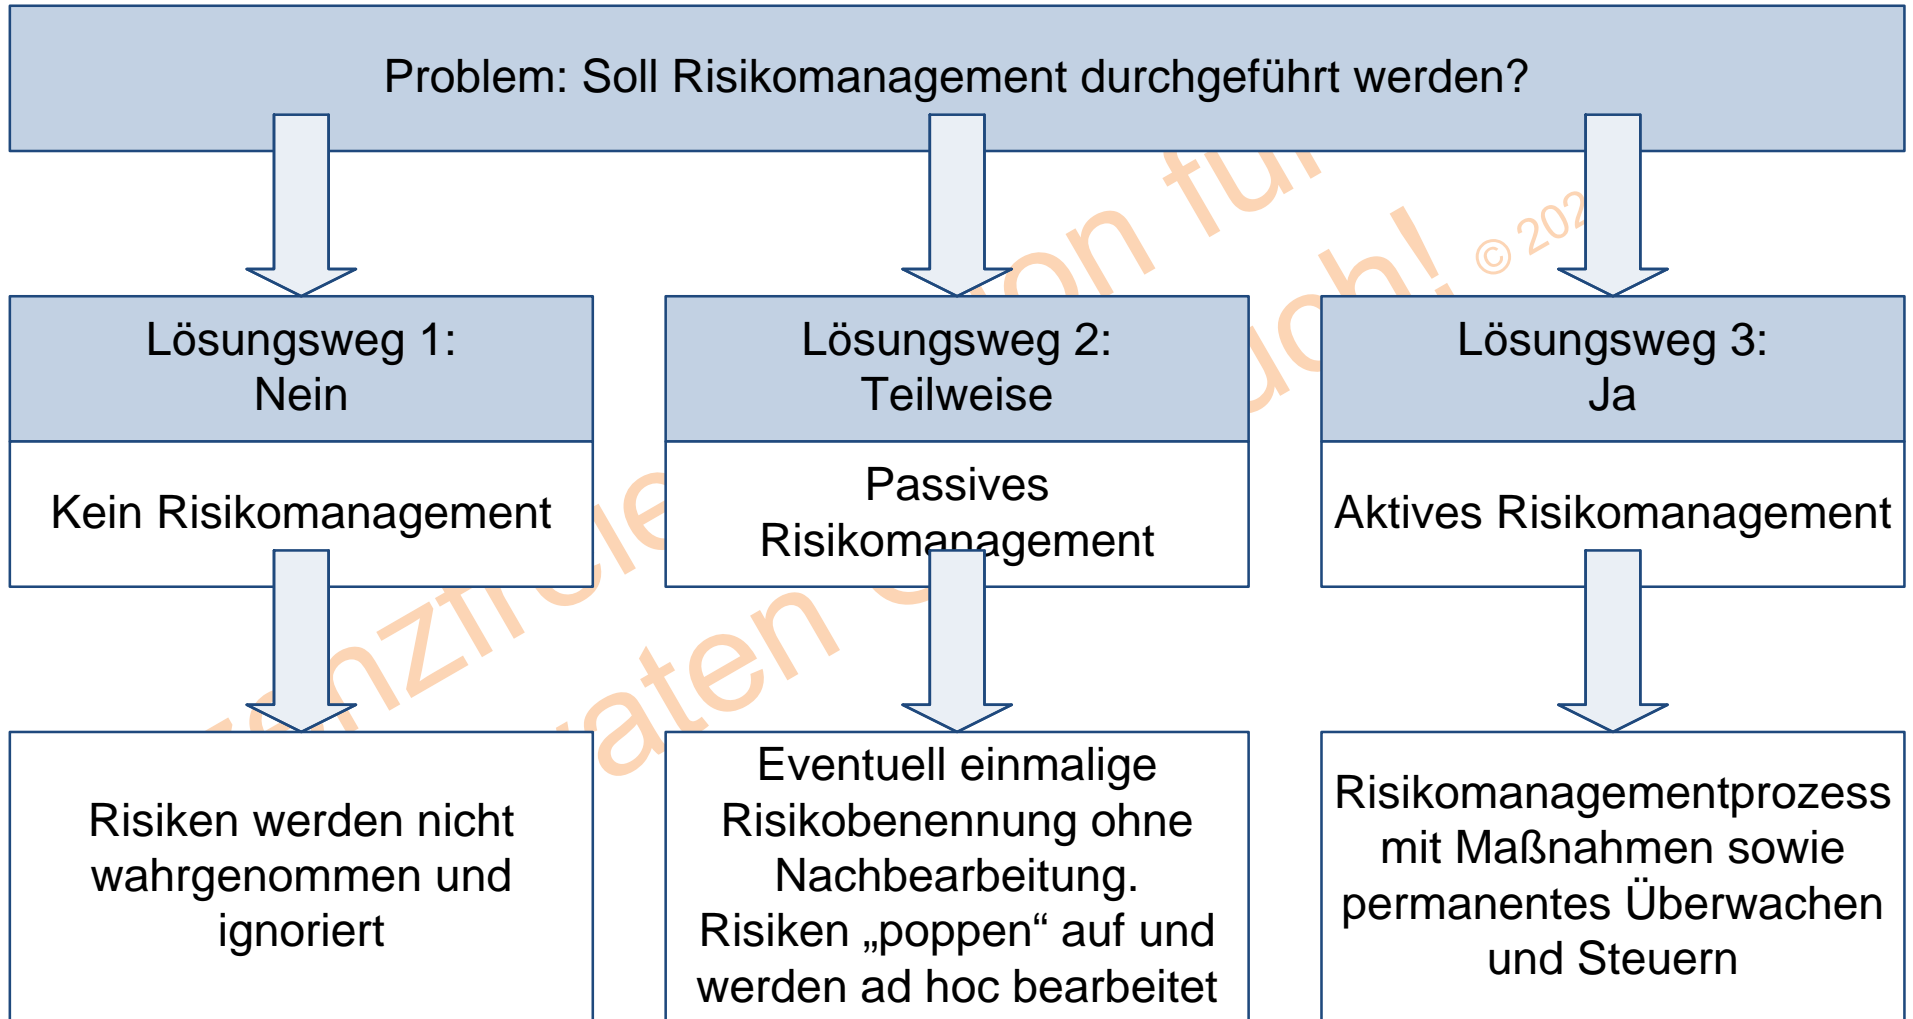 Problem: Soll Risikomanagement durchgeführt werden?
Lösungsweg 1:
Nein
Kein Risikomanagement
Risiken werden nicht
wahrgenommen und
ignoriert
Lösungsweg 2:
Teilweise
Passives
Risikomanagement
Eventuell einmalige
Risikobenennung ohne
Nachbearbeitung.
Risiken „poppen“ auf und
werden ad hoc bearbeitet
Lösungsweg 3:
Ja
Aktives Risikomanagement
Risikomanagementprozess
mit Maßnahmen sowie
permanentes Überwachen
und Steuern